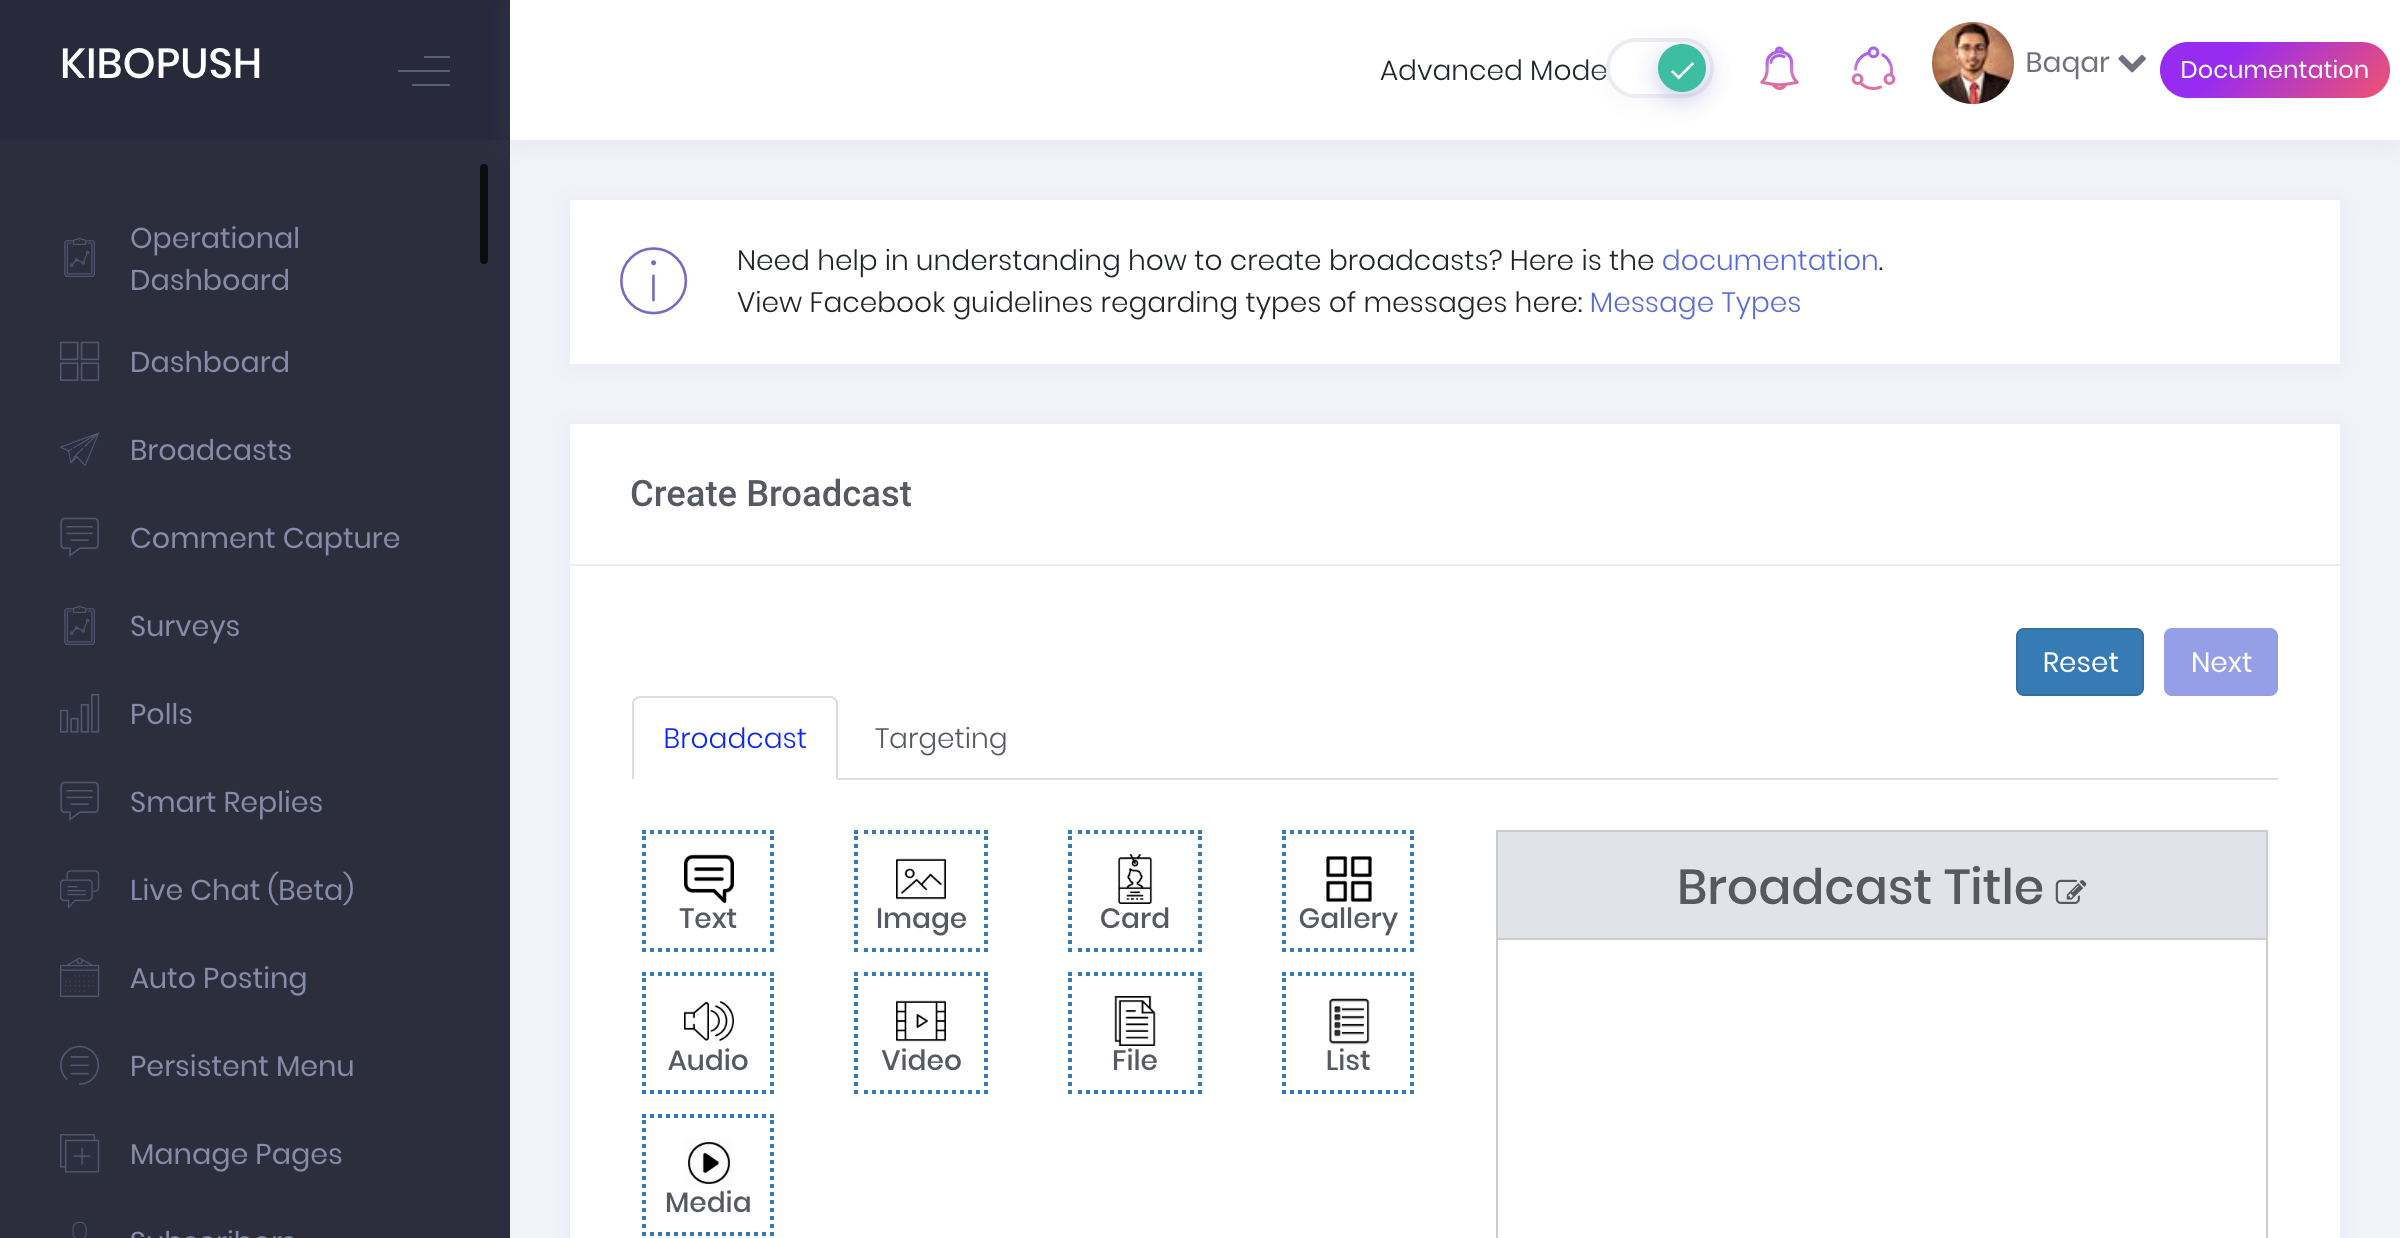 KIBOPUSH
Advanced Mode
Baqar
Documentation
Operational
Dashboard
Dashboard
Broadcasts
Comment Capture
Surveys
Polls
Smart Replies
Live Chat (Beta)
Auto Posting
Persistent Menu
Manage Pages
Subscribers
Need help in understanding how to create broadcasts? Here is the documentation.
View Facebook guidelines regarding types of messages here: Message Types
Create Broadcast
Reset
Next
Broadcast
Targeting
Text
Image
Card
Gallery
Audio
Video
File
List
Media
Broadcast Title